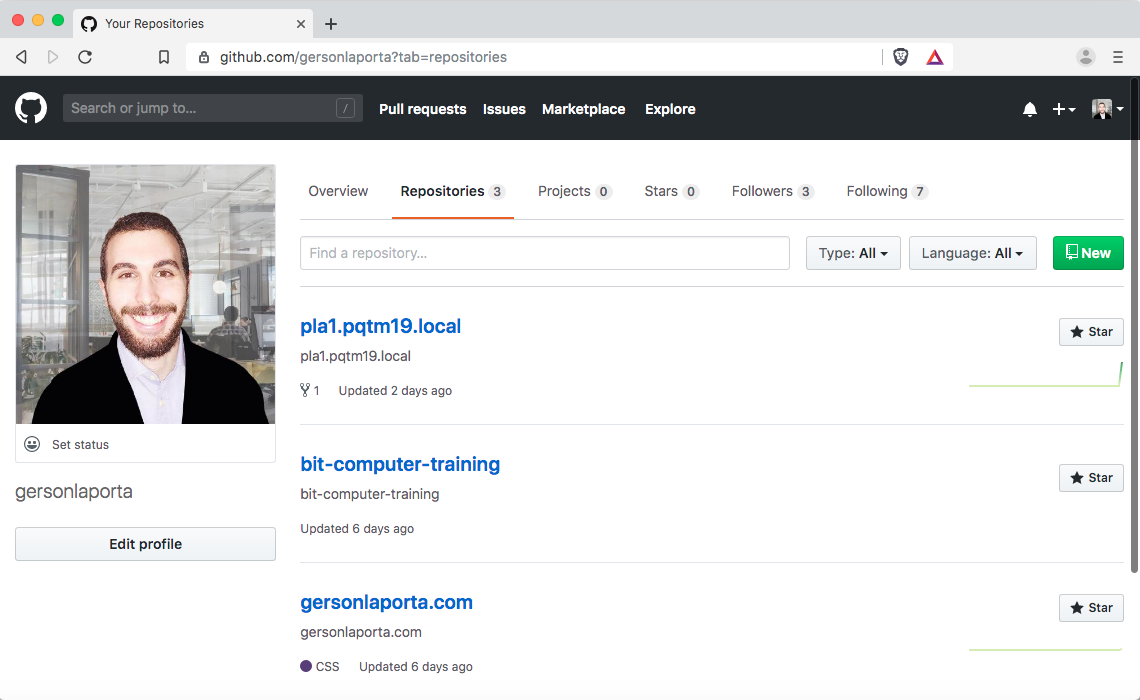 Your Repositories
github.com/gersonlaporta?tab=repositories
Search or jump to... /
Pull requests Issues Marketplace Explore
Overview Repositories 3 Projects 0 Stars 0 Followers 3 Following 7
Find a repository... Type: All Language: All New
pla1.pqtm19.local
Star
pla1.pqtm19.local
1 Updated 2 days ago
Set status
bit-computer-training
Star
bit-computer-training
gersonlaporta
Updated 6 days ago
Edit profile
gersonlaporta.com
Star
gersonlaporta.com
CSS Updated 6 days ago